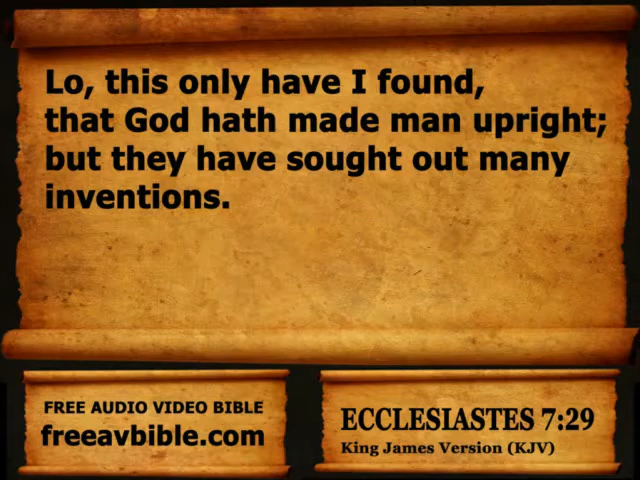 Lo, this only have I found,
that God hath made man upright;
but they have sought out many
inventions.
FREE AUDIO VIDEO BIBLE
freeavbible.com
ECCLESIASTES 7:29
King James Version (KJV)